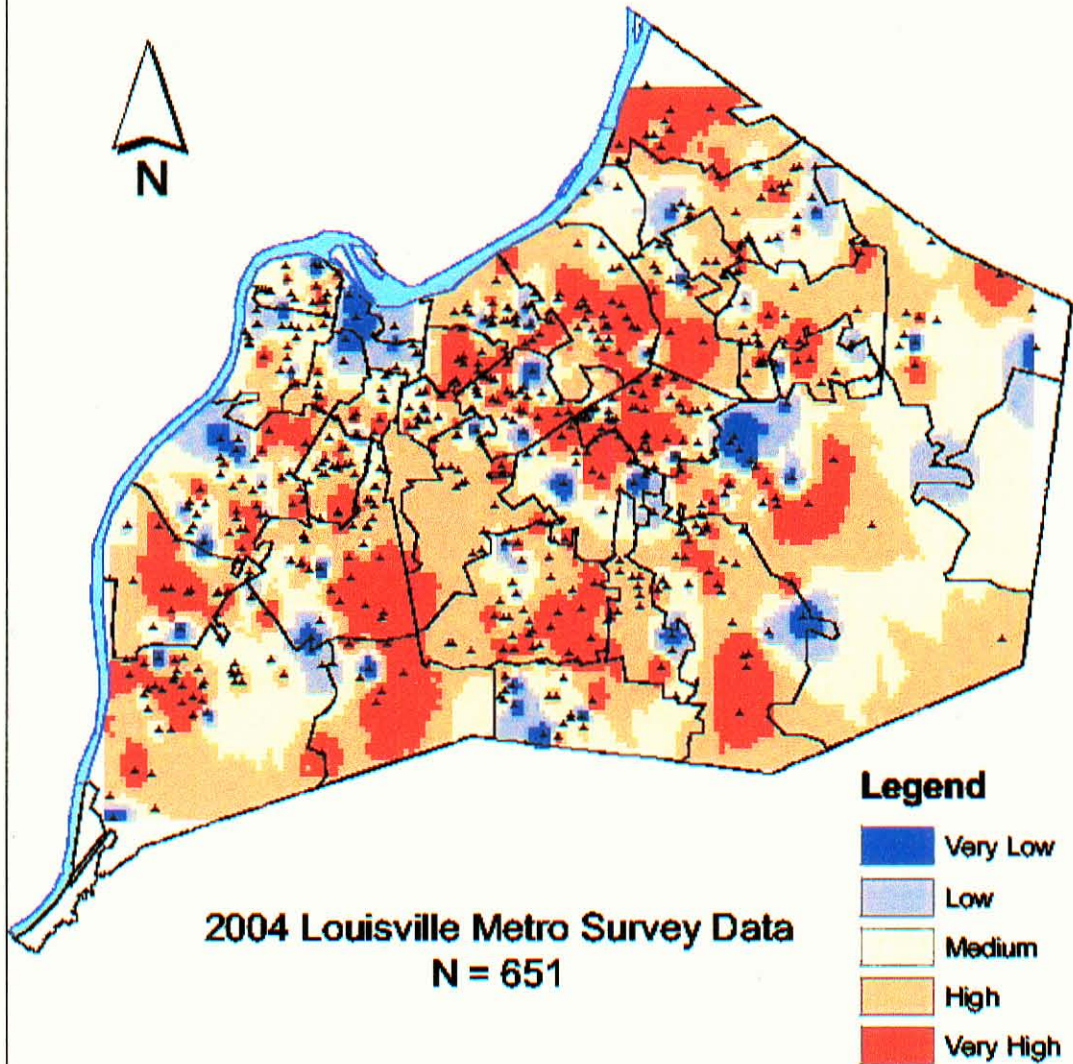 N
2004 Louisville Metro Survey Data
N = 651
Legend
Very Low
Low
Medium
High
Very High